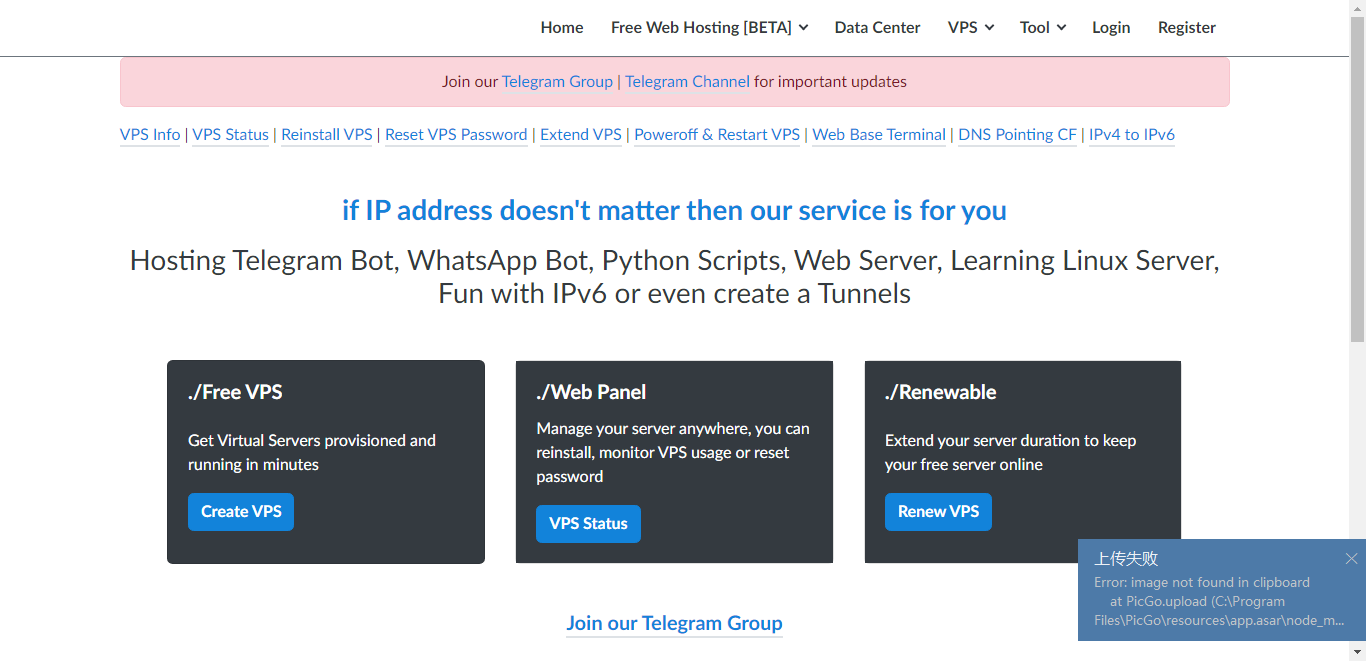 Home Free Web Hosting [BETA] Data Center VPS Tool Login Register
Join our Telegram Group | Telegram Channel for important updates
VPS Info | VPS Status | Reinstall VPS | Reset VPS Password | Extend VPS | Poweroff & Restart VPS | Web Base Terminal | DNS Pointing CF | IPv4 to IPv6
if IP address doesn't matter then our service is for you
Hosting Telegram Bot, WhatsApp Bot, Python Scripts, Web Server, Learning Linux Server,
Fun with IPv6 or even create a Tunnels
./Free VPS
Get Virtual Servers provisioned and
running in minutes
Create VPS
./Web Panel
Manage your server anywhere, you can
reinstall, monitor VPS usage or reset
password
VPS Status
./Renewable
Extend your server duration to keep
your free server online
Renew VPS
上传失败
Error: image not found in clipboard
at PicGo.upload (C:\Program
Files\PicGo\resources\app.asar\node_m...
Join our Telegram Group